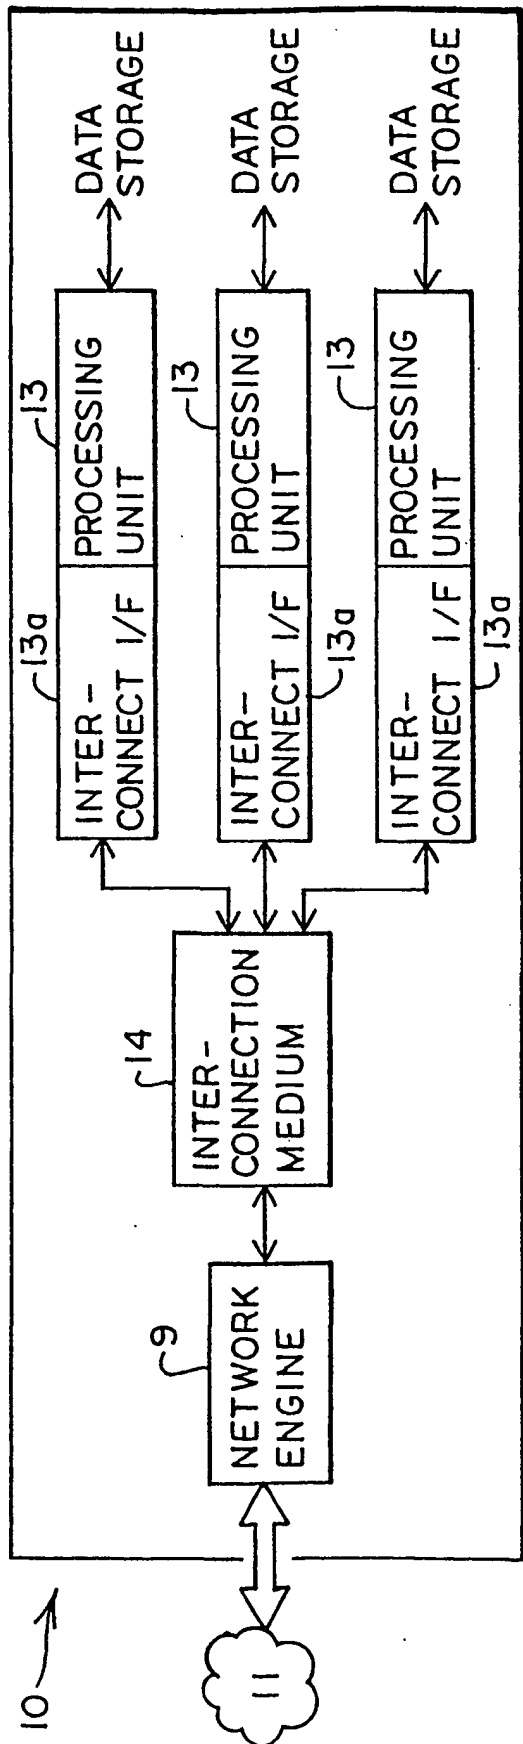 10
11
9
NETWORK
ENGINE
14
INTER-
CONNECTION
MEDIUM
13a
INTER-
CONNECT I/F
13
PROCESSING
UNIT
DATA
STORAGE
INTER-
CONNECT I/F
13a
13
PROCESSING
UNIT
DATA
STORAGE
INTER-
CONNECT I/F
13a
13
PROCESSING
UNIT
DATA
STORAGE